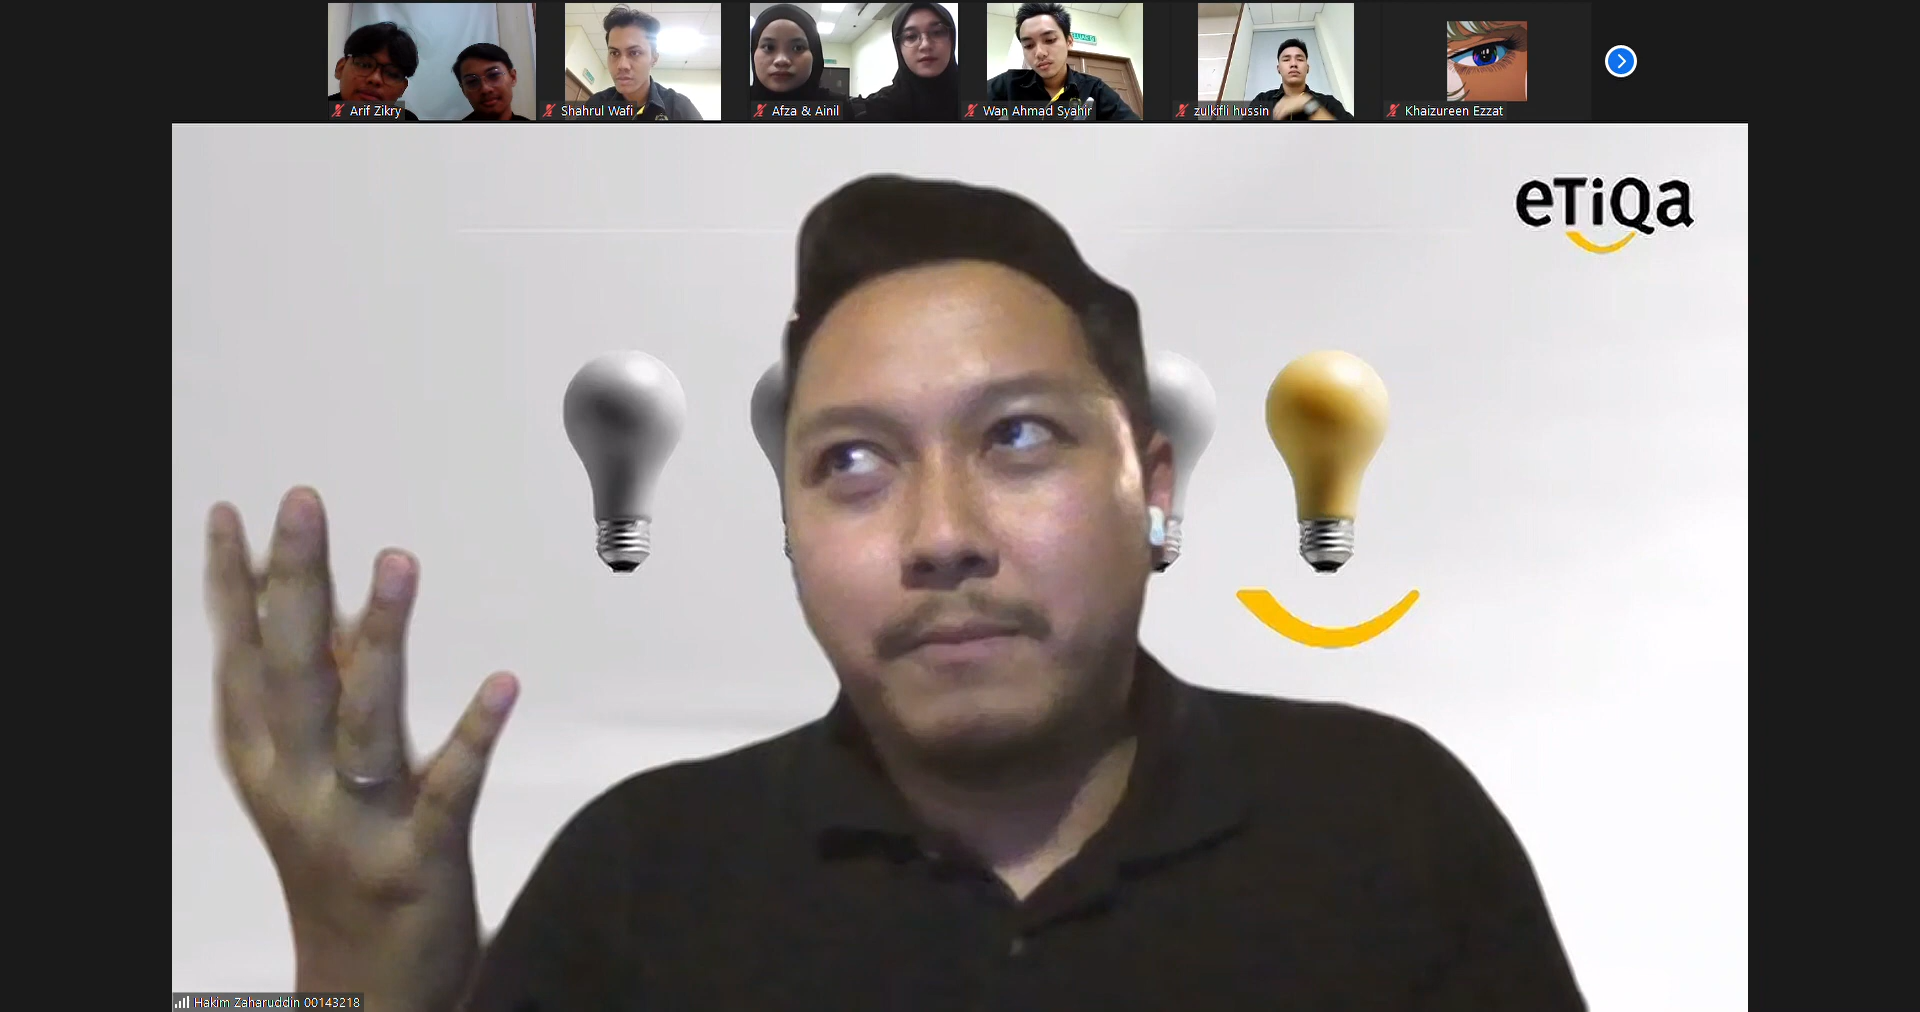 Arif Zikry
Shahrul Wafi
Afza & Ainil
Wan Ahmad Syahir
zulkifli hussin
Khaizureen Ezzat
eTiQa
Hakim Zaharuddin 00143218